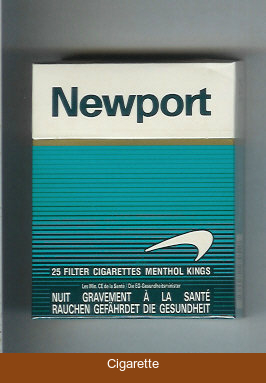 Newport
25 FILTER CIGARETTES MENTHOL KINGS
Les Min. CE de la Santé / Die EG-Gesundheitsminister
NUIT GRAVEMENT À LA SANTÉ
RAUCHEN GEFÄHRDET DIE GESUNDHEIT
Cigarette